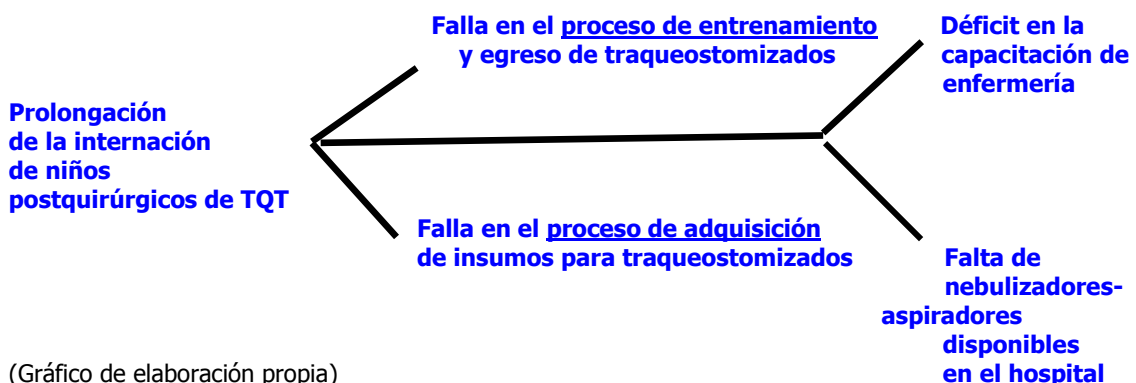 Falla en el proceso de entrenamiento
y egreso de traqueostomizados
Déficit en la
capacitación de
enfermería
Prolongación
de la internación
de niños
postquirúrgicos de TQT
Falla en el proceso de adquisición
de insumos para traqueostomizados
Falta de
nebulizadores-
aspiradores
disponibles
en el hospital
(Gráfico de elaboración propia)